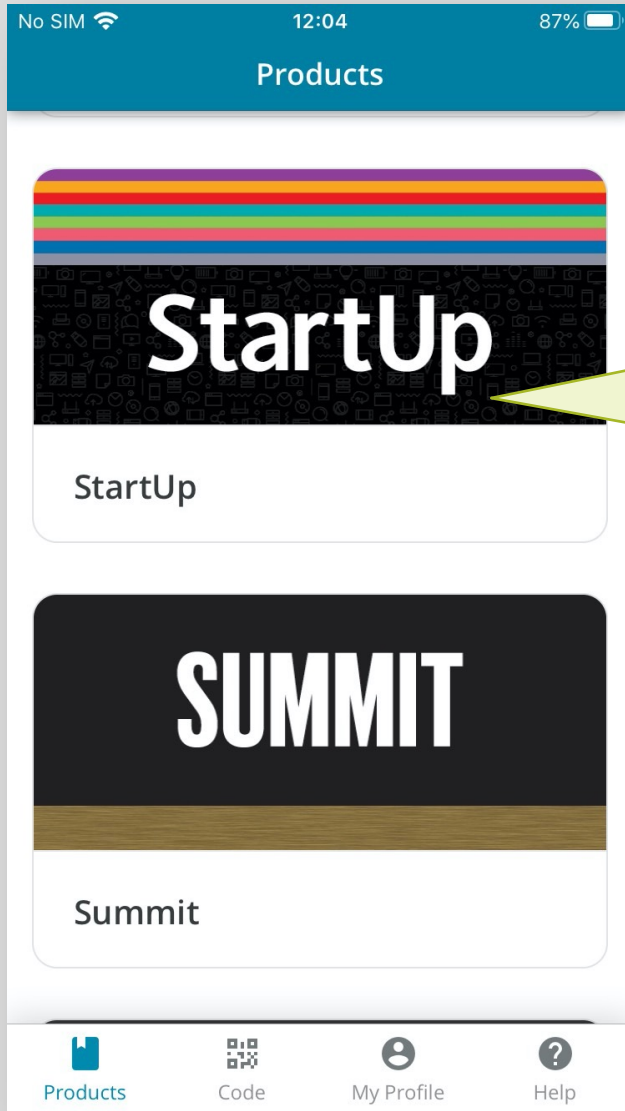 No SIM 12:04 87%
Products
StartUp
StartUp
SUMMIT
Summit
Products Code My Profile Help